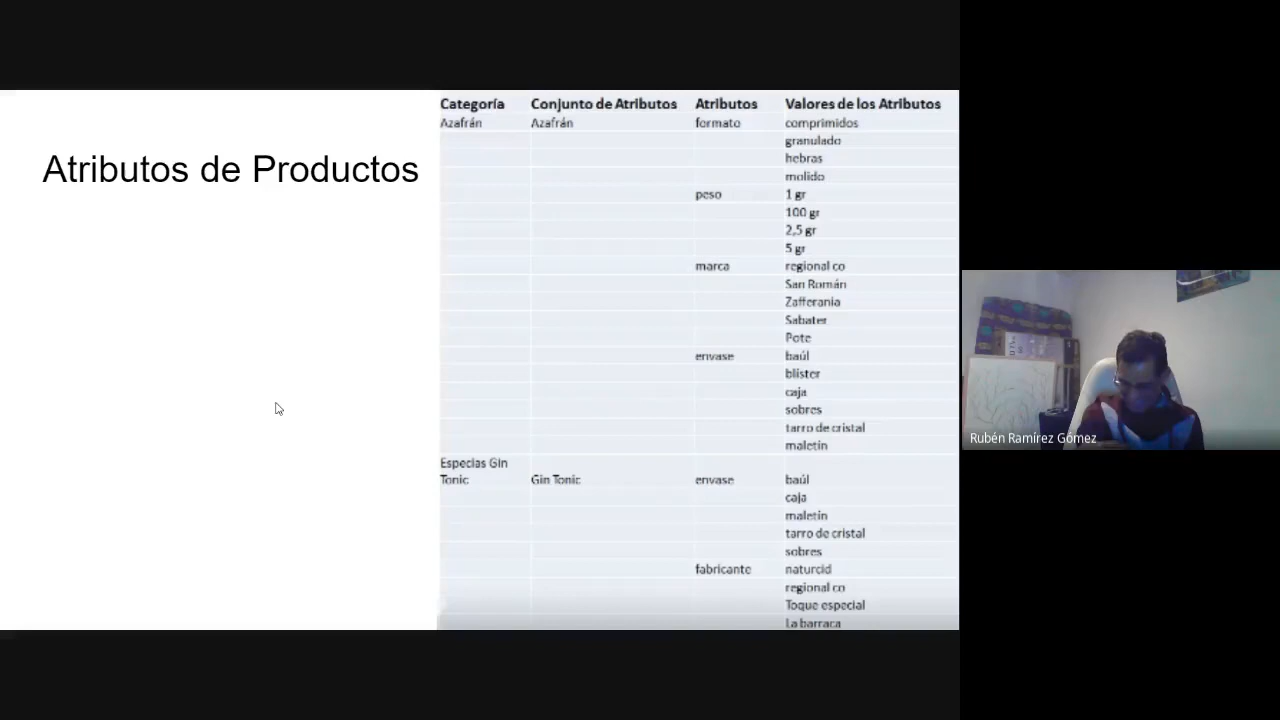 Atributos de Productos
Categoría Conjunto de Atributos Atributos Valores de los Atributos
Azafrán Azafrán formato comprimidos
granulado
hebras
molido
peso 1 gr
100 gr
2,5 gr
5 gr
marca regional co
San Román
Zafferania
Sabater
Pote
envase baúl
blíster
caja
sobres
tarro de cristal
maletín
Especias Gin
Tonic Gin Tonic envase baúl
caja
maletín
tarro de cristal
sobres
fabricante naturcid
regional co
Toque especial
La barraca
Rubén Ramírez Gómez